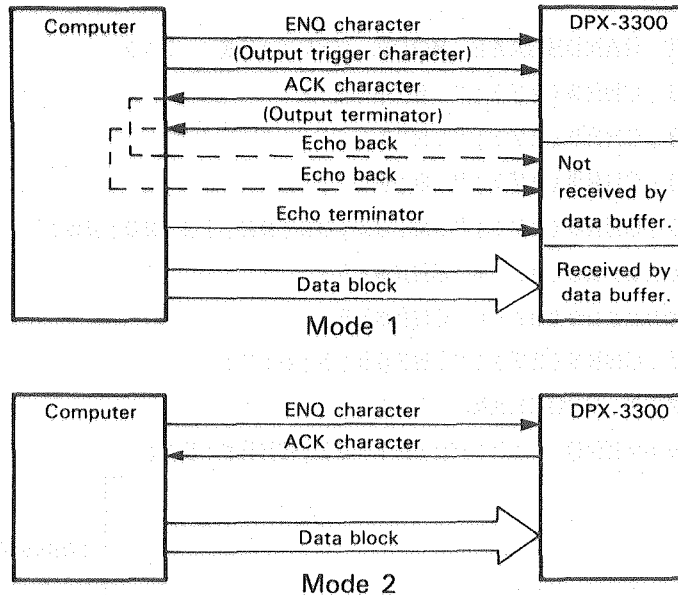 Computer
DPX-3300
ENQ character
(Output trigger character)
ACK character
(Output terminator)
Echo back
Echo back
Echo terminator
Data block
Not
received by
data buffer.
Received by
data buffer.
Mode 1
Computer
DPX-3300
ENQ character
ACK character
Data block
Mode 2